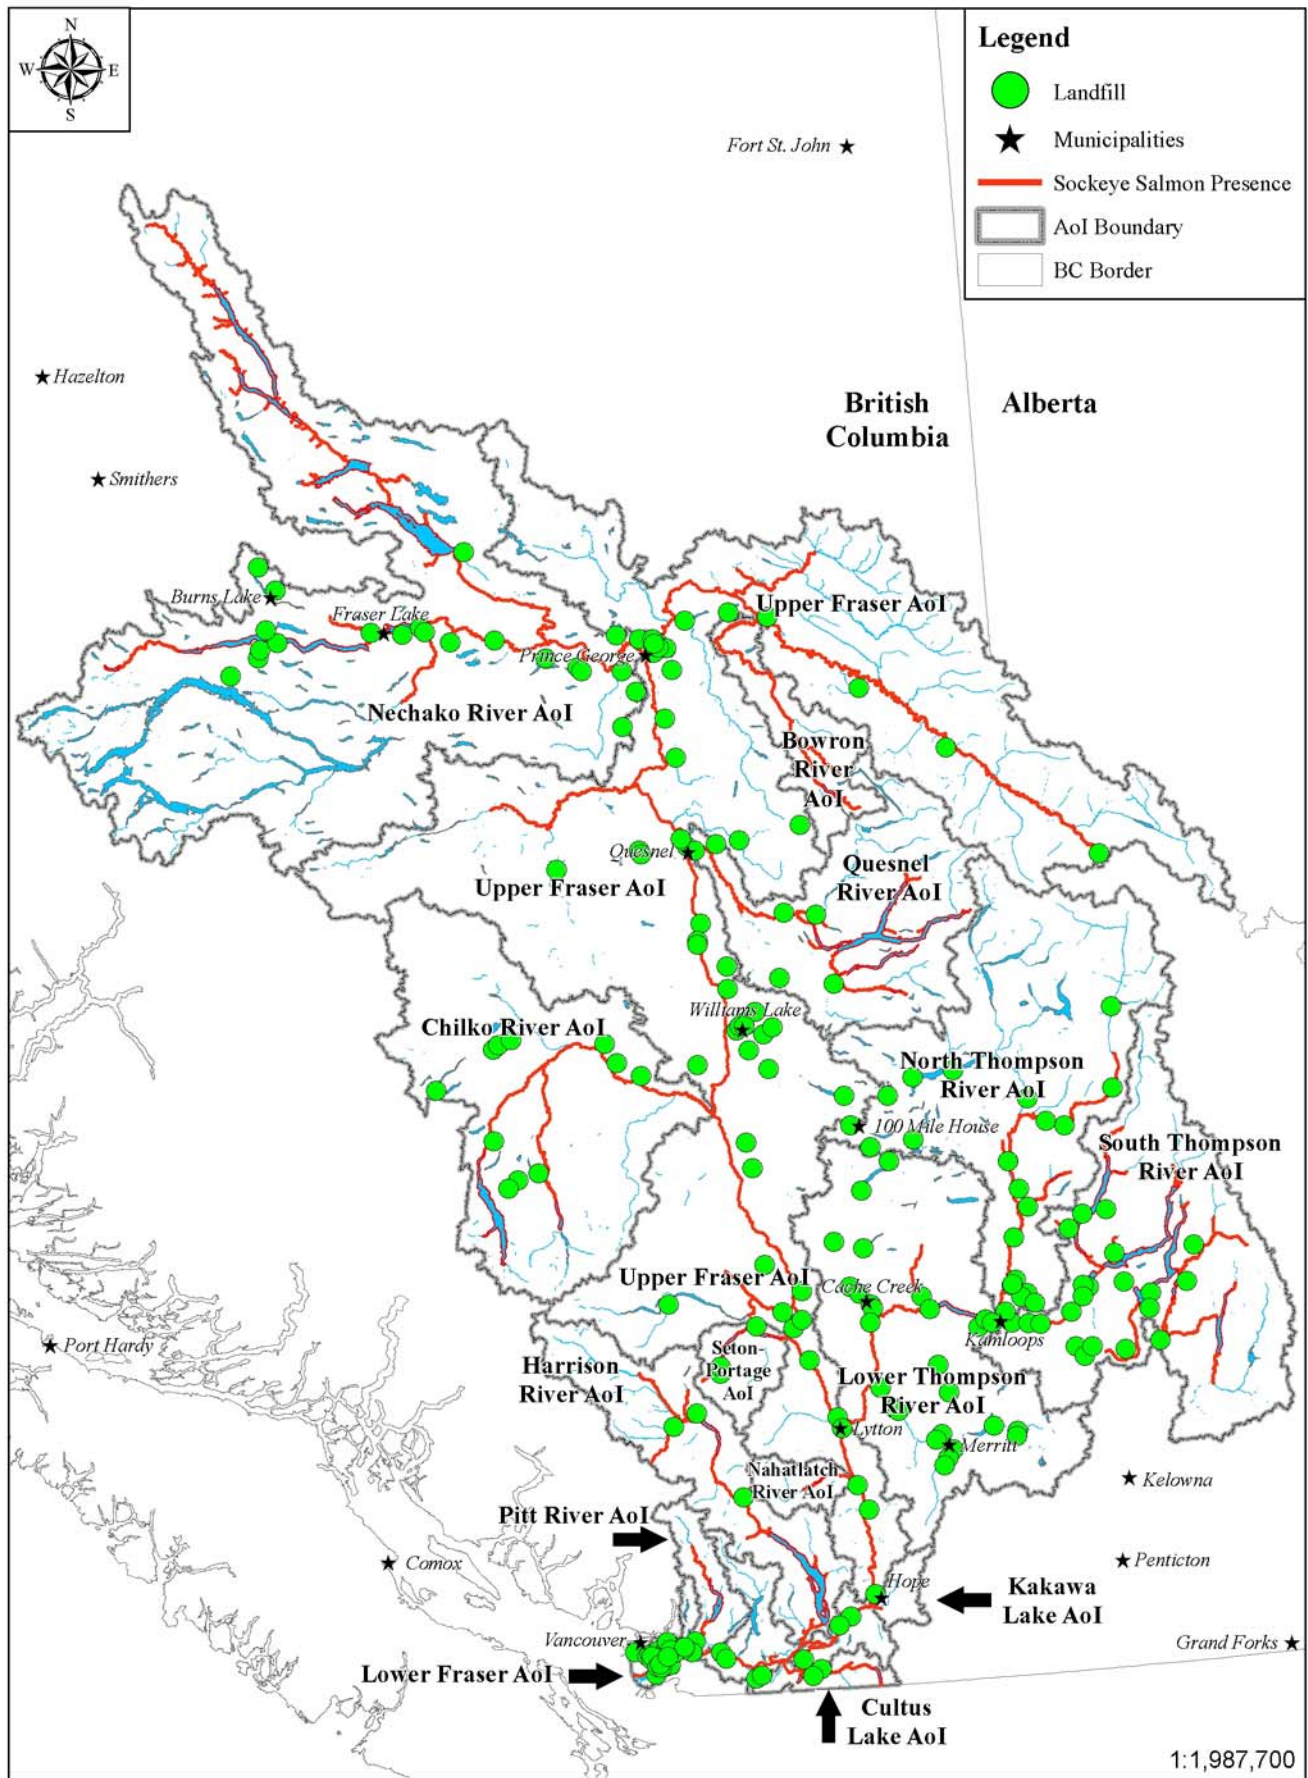 N
W
E
S
Legend
Landfill
Municipalities
Sockeye Salmon Presence
AoI Boundary
BC Border
Fort St. John
Hazelton
British
Columbia
Alberta
Smithers
Burns Lake
Fraser Lake
Upper Fraser AoI
Prince George
Nechako River AoI
Bowron
River
AoI
Quesnel
Quesnel
River AoI
Upper Fraser AoI
Williams Lake
Chilko River AoI
North Thompson
River AoI
100 Mile House
South Thompson
River AoI
Upper Fraser AoI
Cache Creek
Port Hardy
Kamloops
Harrison
River AoI
Seton-
Portage
AoI
Lower Thompson
River AoI
Lytton
Merritt
Nahatlatch
River AoI
Kelowna
Pitt River AoI
Comox
Penticton
Hope
Kakawa
Lake AoI
Vancouver
Grand Forks
Lower Fraser AoI
Cultus
Lake AoI
1:1,987,700